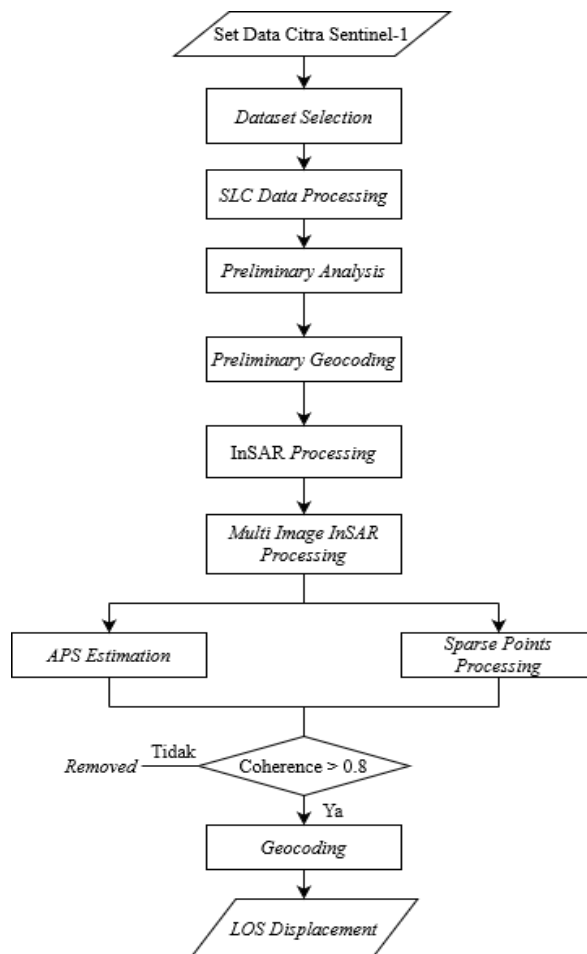 Set Data Citra Sentinel-1
Dataset Selection
SLC Data Processing
Preliminary Analysis
Preliminary Geocoding
InSAR Processing
Multi Image InSAR
Processing
APS Estimation
Sparse Points
Processing
Tidak
Removed
Coherence > 0.8
Ya
Geocoding
LOS Displacement